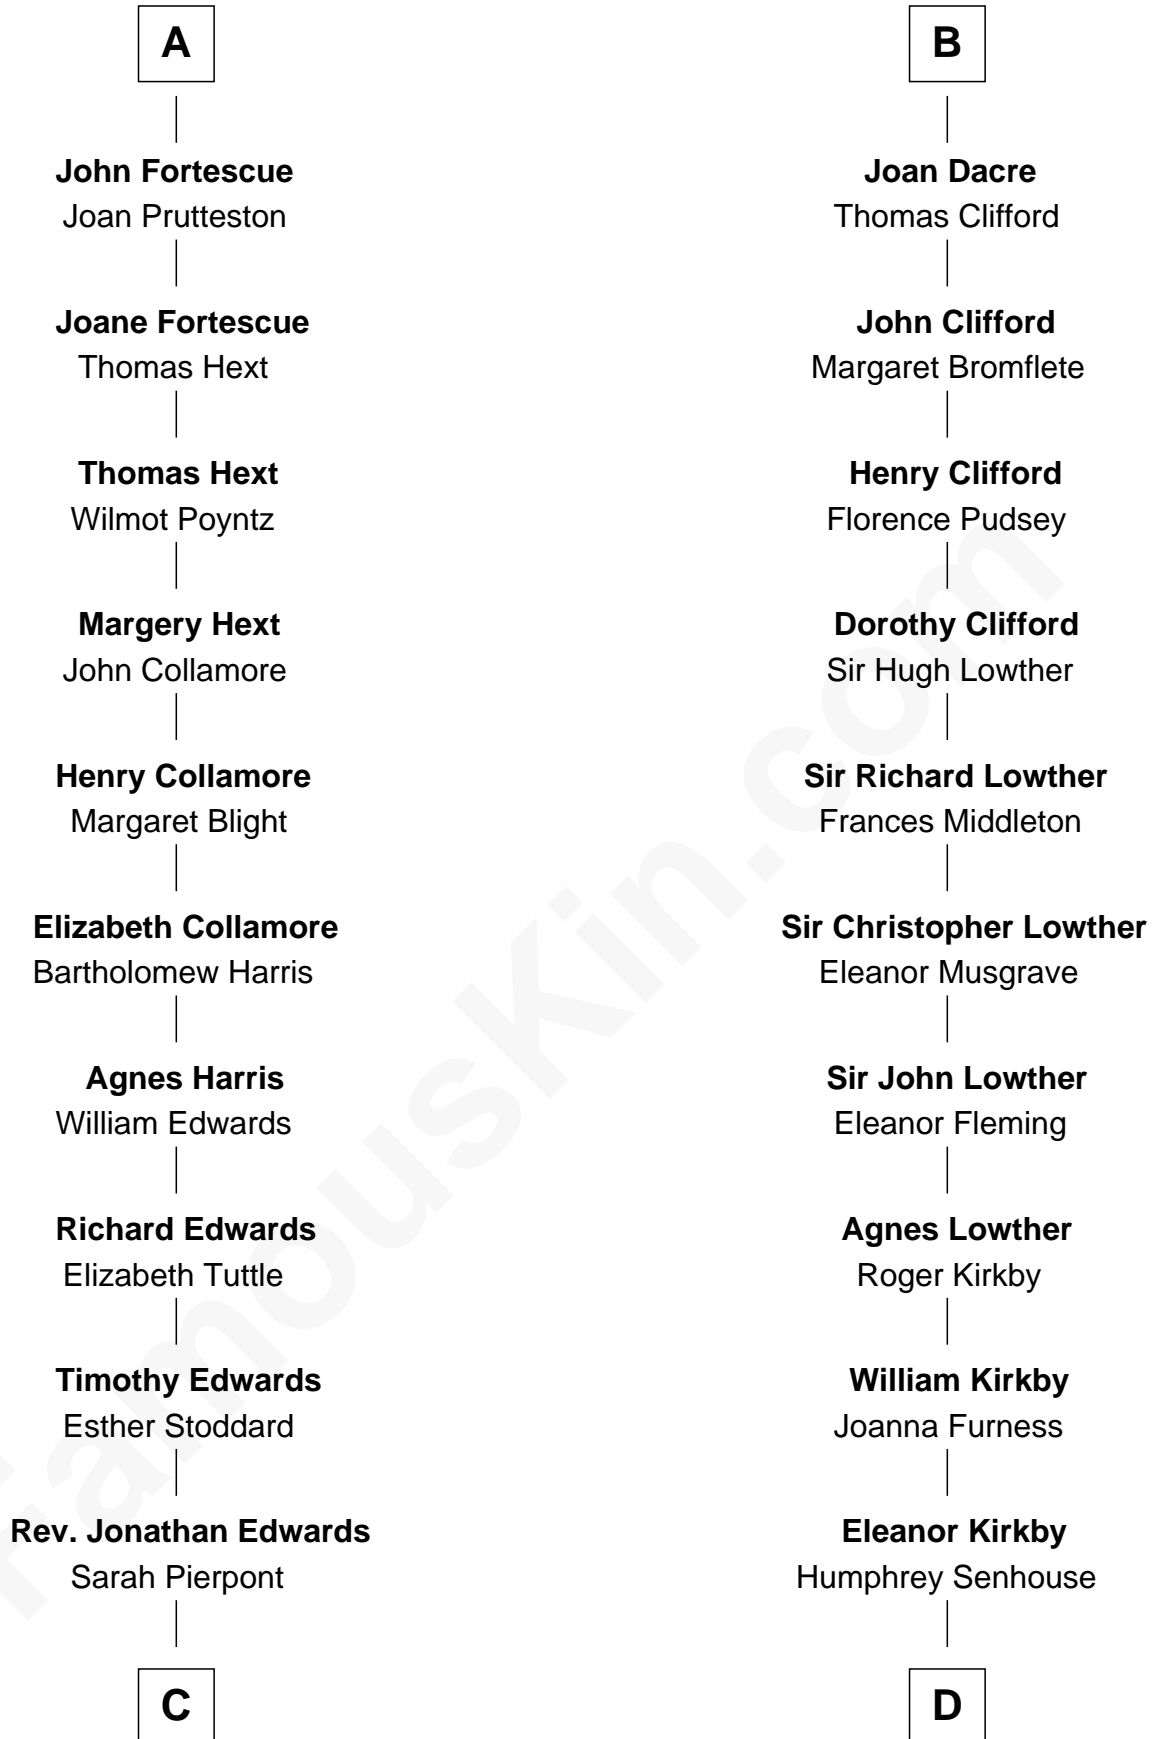 A
John Fortescue
Joan Prutteston
Joane Fortescue
Thomas Hext
Thomas Hext
Wilmot Poyntz
Margery Hext
John Collamore
Henry Collamore
Margaret Blight
Elizabeth Collamore
Bartholomew Harris
Agnes Harris
William Edwards
Richard Edwards
Elizabeth Tuttle
Timothy Edwards
Esther Stoddard
Rev. Jonathan Edwards
Sarah Pierpont
C
B
Joan Dacre
Thomas Clifford
John Clifford
Margaret Bromflete
Henry Clifford
Florence Pudsey
Dorothy Clifford
Sir Hugh Lowther
Sir Richard Lowther
Frances Middleton
Sir Christopher Lowther
Eleanor Musgrave
Sir John Lowther
Eleanor Fleming
Agnes Lowther
Roger Kirkby
William Kirkby
Joanna Furness
Eleanor Kirkby
Humphrey Senhouse
D
FamousKin.com